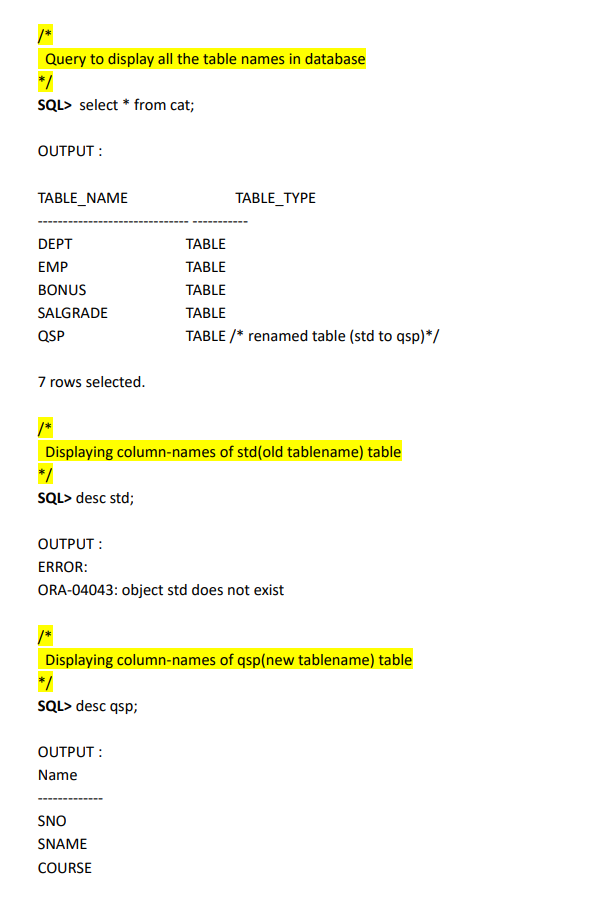 /*
Query to display all the table names in database
*/
SQL> select * from cat;
OUTPUT :
TABLE_NAME TABLE_TYPE
------------------------------ -----------
DEPT TABLE
EMP TABLE
BONUS TABLE
SALGRADE TABLE
QSP TABLE /* renamed table (std to qsp)*/
7 rows selected.
/*
Displaying column-names of std(old tablename) table
*/
SQL> desc std;
OUTPUT :
ERROR:
ORA-04043: object std does not exist
/*
Displaying column-names of qsp(new tablename) table
*/
SQL> desc qsp;
OUTPUT :
Name
-------------
SNO
SNAME
COURSE